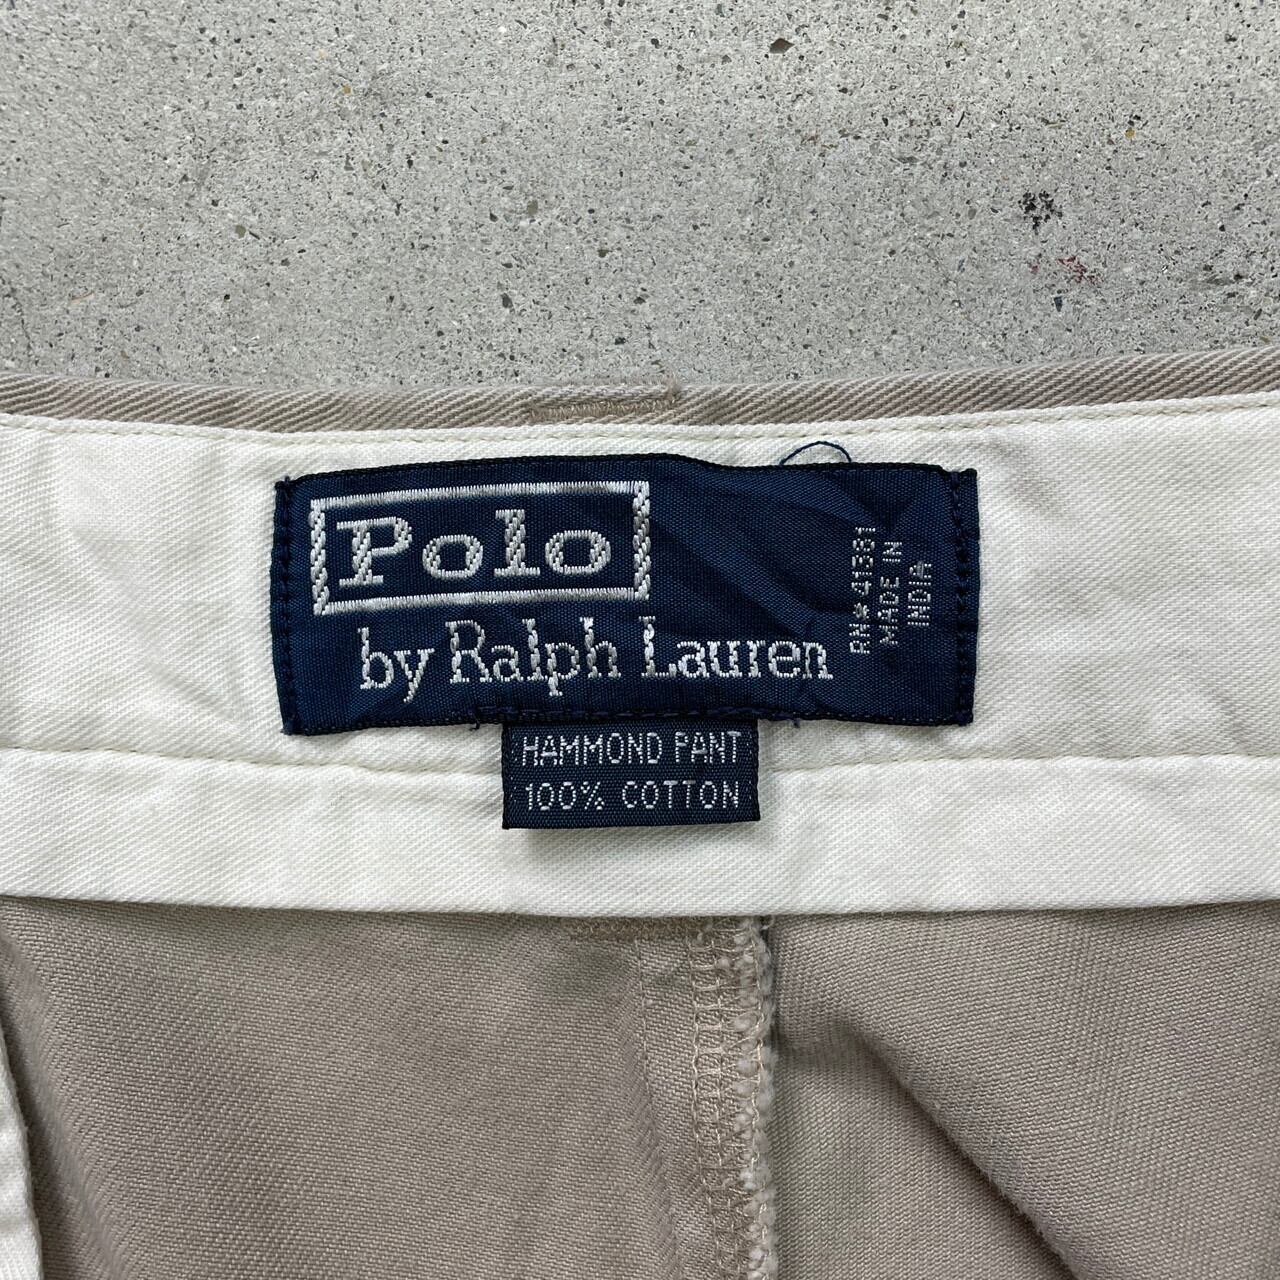 Polo
by Ralph Lauren
RN# 41381
MADE IN
INDIA
HAMMOND PANT
100% COTTON